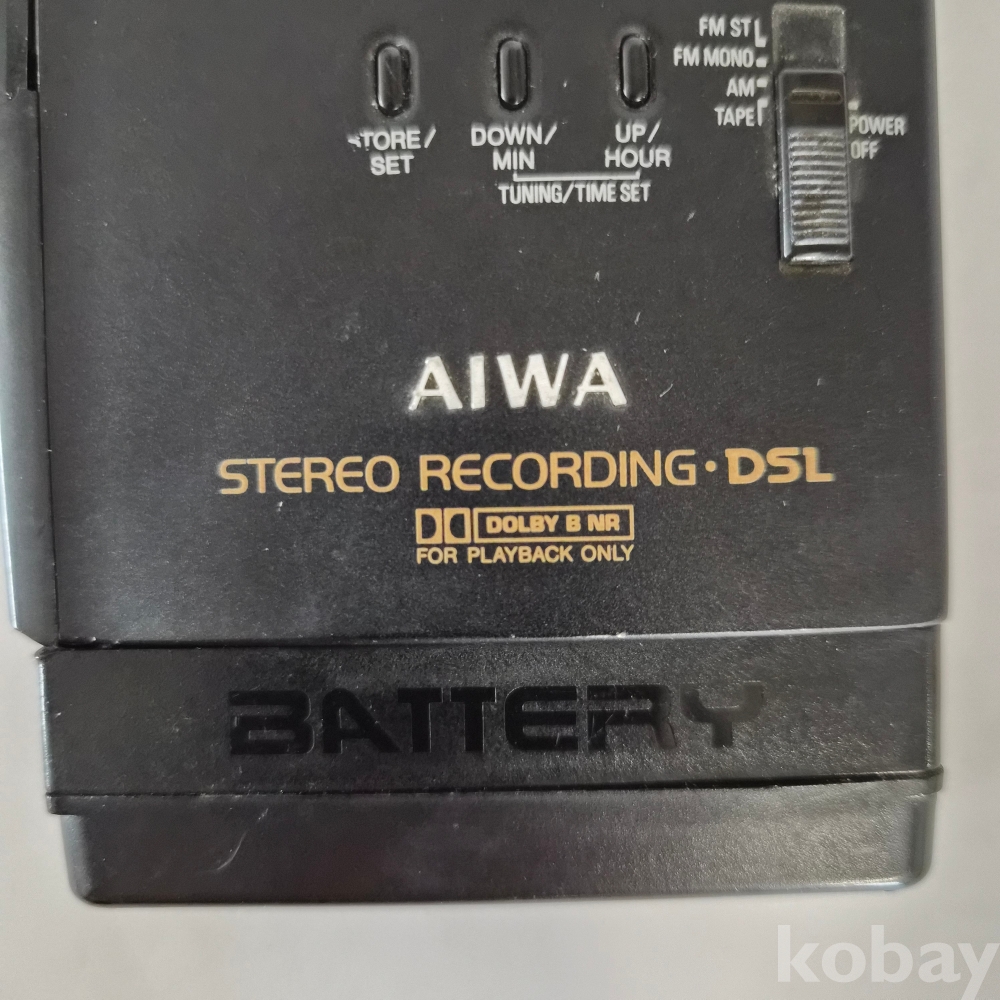 FM ST
FM MONO
AM
TAPE
POWER
OFF
STORE/
SET
DOWN/
MIN
UP/
HOUR
TUNING/TIME SET
AIWA
STEREO RECORDING·DSL
DOLBY B NR
FOR PLAYBACK ONLY
BATTERY
kobay